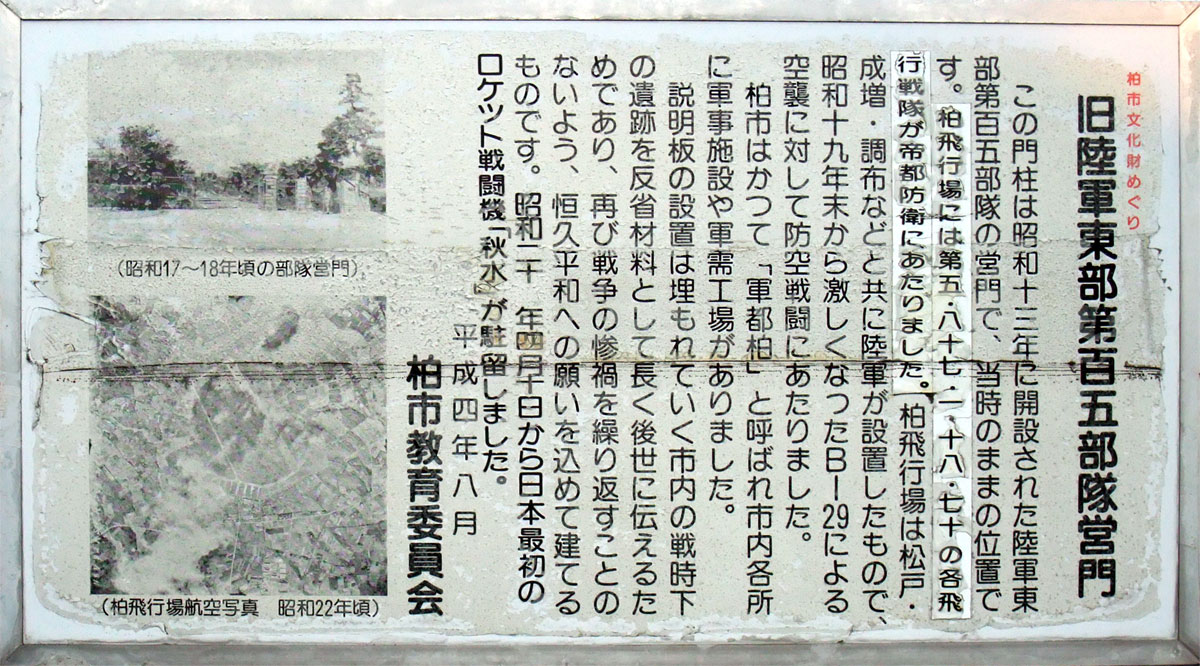 柏市文化財めぐり
旧陸軍東部第百五部隊営門
この門柱は昭和十三年に開設された陸軍東
部第百五部隊の営門で、当時のままの位置で
す。柏飛行場には第五・八十七・一・十八・七十の各飛
行戦隊が帝都防衛にあたりました。柏飛行場は松戸・
成増・調布などと共に陸軍が設置したもので、
昭和十九年末から激しくなったB−29による
空襲に対して防空戦闘にあたりました。
柏市はかつて「軍都柏」と呼ばれ市内各所
に軍事施設や軍需工場がありました。
説明板の設置は埋もれていく市内の戦時下
の遺跡を反省材料として長く後世に伝えるた
めであり、再び戦争の惨禍を繰り返すことの
ないよう、恒久平和への願いを込めて建てる
ものです。昭和二十 年四月十日から日本最初の
ロケット戦闘機「秋水」が駐留しました。
平成四年八月
柏市教育委員会
(昭和17〜18年頃の部隊営門)
(柏飛行場航空写真 昭和22年頃)